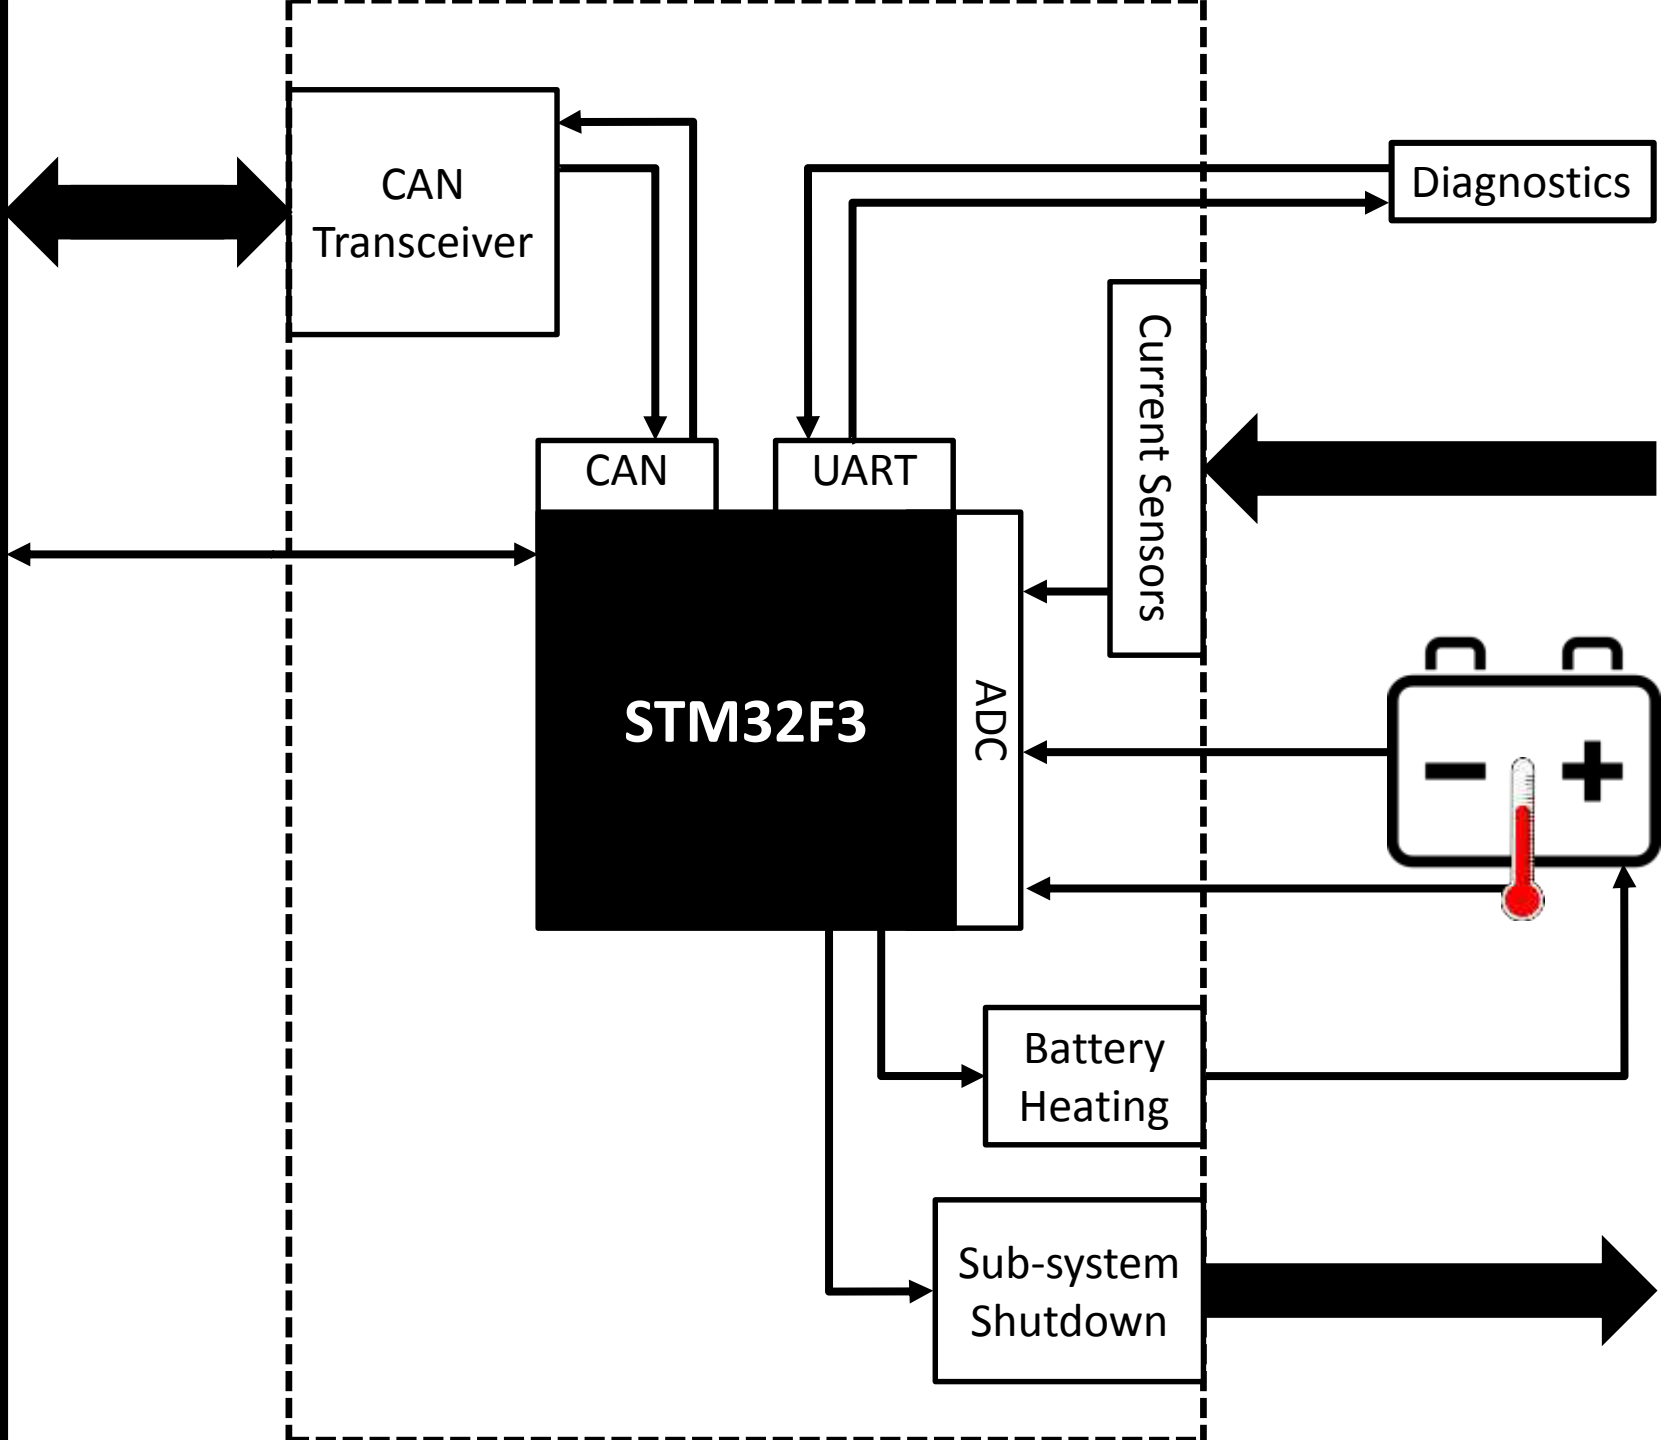 CAN
Transceiver
Diagnostics
Current Sensors
CAN
UART
STM32F3
ADC
Battery
Heating
Sub-system
Shutdown